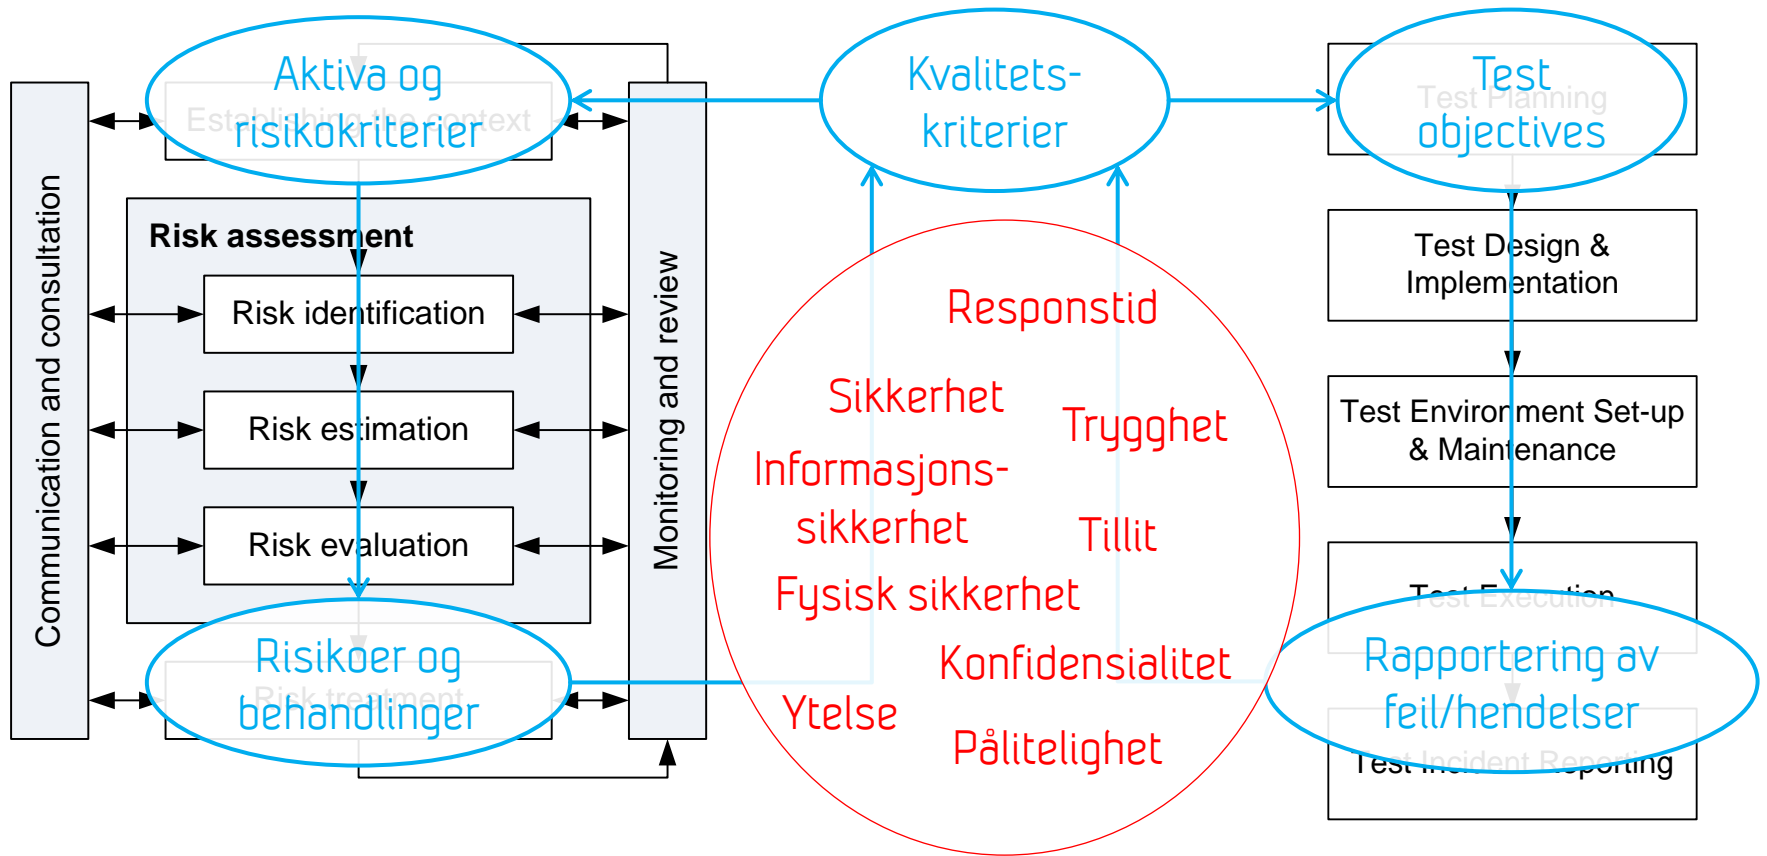 Communication and consultation
Aktiva og
risikokriterier
Establishing the context
Risk assessment
Risk identification
Risk estimation
Risk evaluation
Risikoer og
behandlinger
Risk treatment
Monitoring and review
Kvalitets-
kriterier
Responstid
Sikkerhet
Trygghet
Informasjons-
sikkerhet
Tillit
Fysisk sikkerhet
Konfidensialitet
Ytelse
Pålitelighet
Test
objectives
Test Planning
Test Design &
Implementation
Test Environment Set-up
& Maintenance
Test Execution
Rapportering av
feil/hendelser
Test Incident Reporting